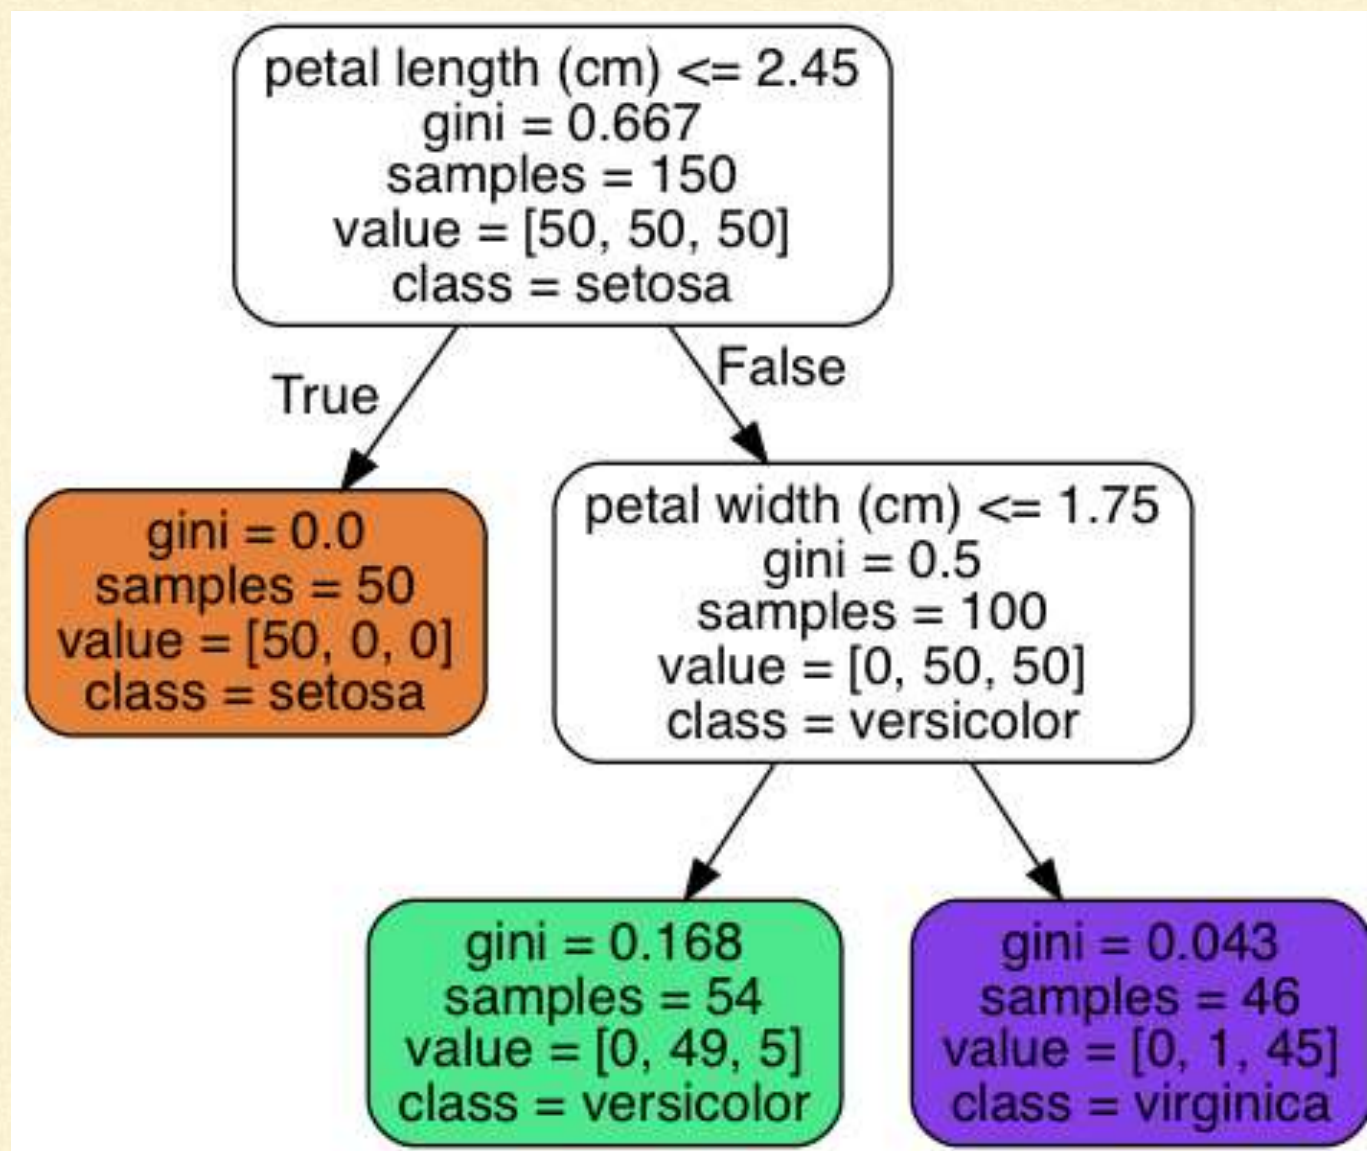 petal length (cm) <= 2.45
gini = 0.667
samples = 150
value = [50, 50, 50]
class = setosa
True
False
gini = 0.0
samples = 50
value = [50, 0, 0]
class = setosa
petal width (cm) <= 1.75
gini = 0.5
samples = 100
value = [0, 50, 50]
class = versicolor
gini = 0.168
samples = 54
value = [0, 49, 5]
class = versicolor
gini = 0.043
samples = 46
value = [0, 1, 45]
class = virginica